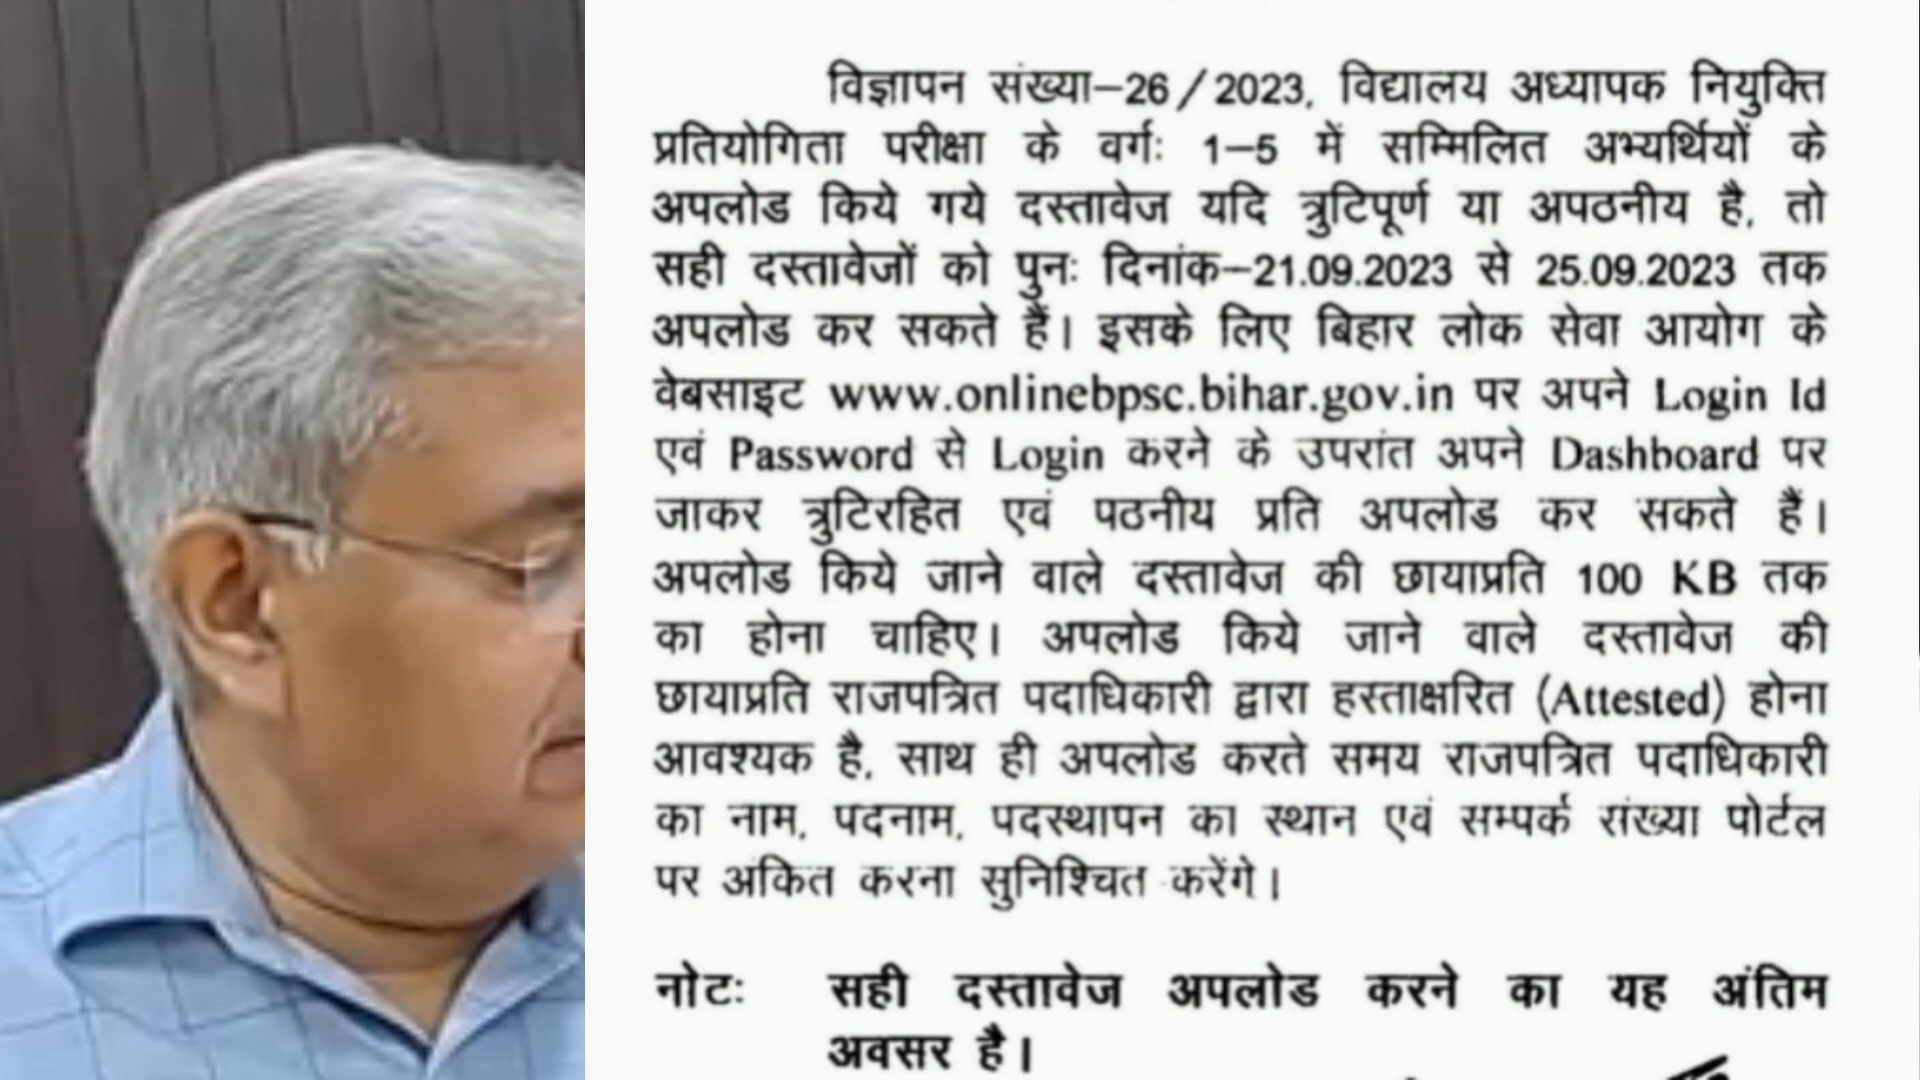 विज्ञापन संख्या–26/2023, विद्यालय अध्यापक नियुक्ति
प्रतियोगिता परीक्षा के वर्गः 1–5 में सम्मिलित अभ्यर्थियों के
अपलोड किये गये दस्तावेज यदि त्रुटिपूर्ण या अपठनीय है, तो
सही दस्तावेजों को पुनः दिनांक–21.09.2023 से 25.09.2023 तक
अपलोड कर सकते हैं। इसके लिए बिहार लोक सेवा आयोग के
वेबसाइट www.onlinebpsc.bihar.gov.in पर अपने Login Id
एवं Password से Login करने के उपरांत अपने Dashboard पर
जाकर त्रुटिरहित एवं पठनीय प्रति अपलोड कर सकते हैं।
अपलोड किये जाने वाले दस्तावेज की छायाप्रति 100 KB तक
का होना चाहिए। अपलोड किये जाने वाले दस्तावेज की
छायाप्रति राजपत्रित पदाधिकारी द्वारा हस्ताक्षरित (Attested) होना
आवश्यक है, साथ ही अपलोड करते समय राजपत्रित पदाधिकारी
का नाम, पदनाम, पदस्थापन का स्थान एवं सम्पर्क संख्या पोर्टल
पर अंकित करना सुनिश्चित करेंगे।
नोटः सही दस्तावेज अपलोड करने का यह अंतिम
अवसर है।